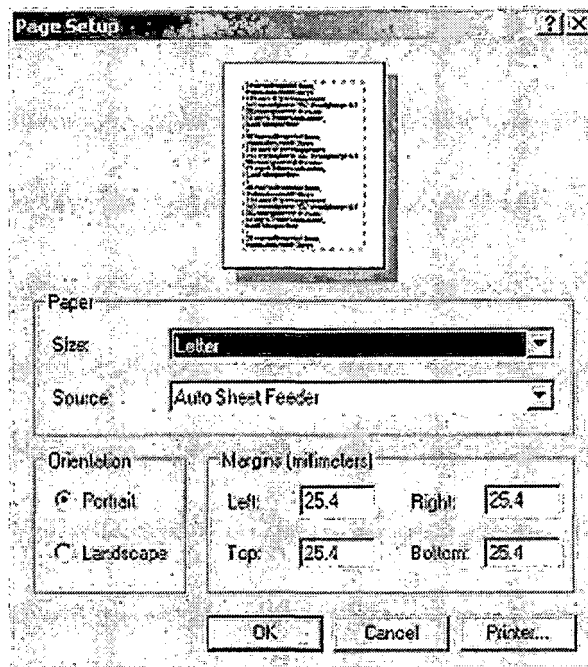 Page Setup
Paper
Size:
Letter
Source:
Auto Sheet Feeder
Orientation
Portrait
Landscape
Margins (millimeters)
Left: 25.4 Right: 25.4
Top: 25.4 Bottom: 25.4
OK Cancel Printer...